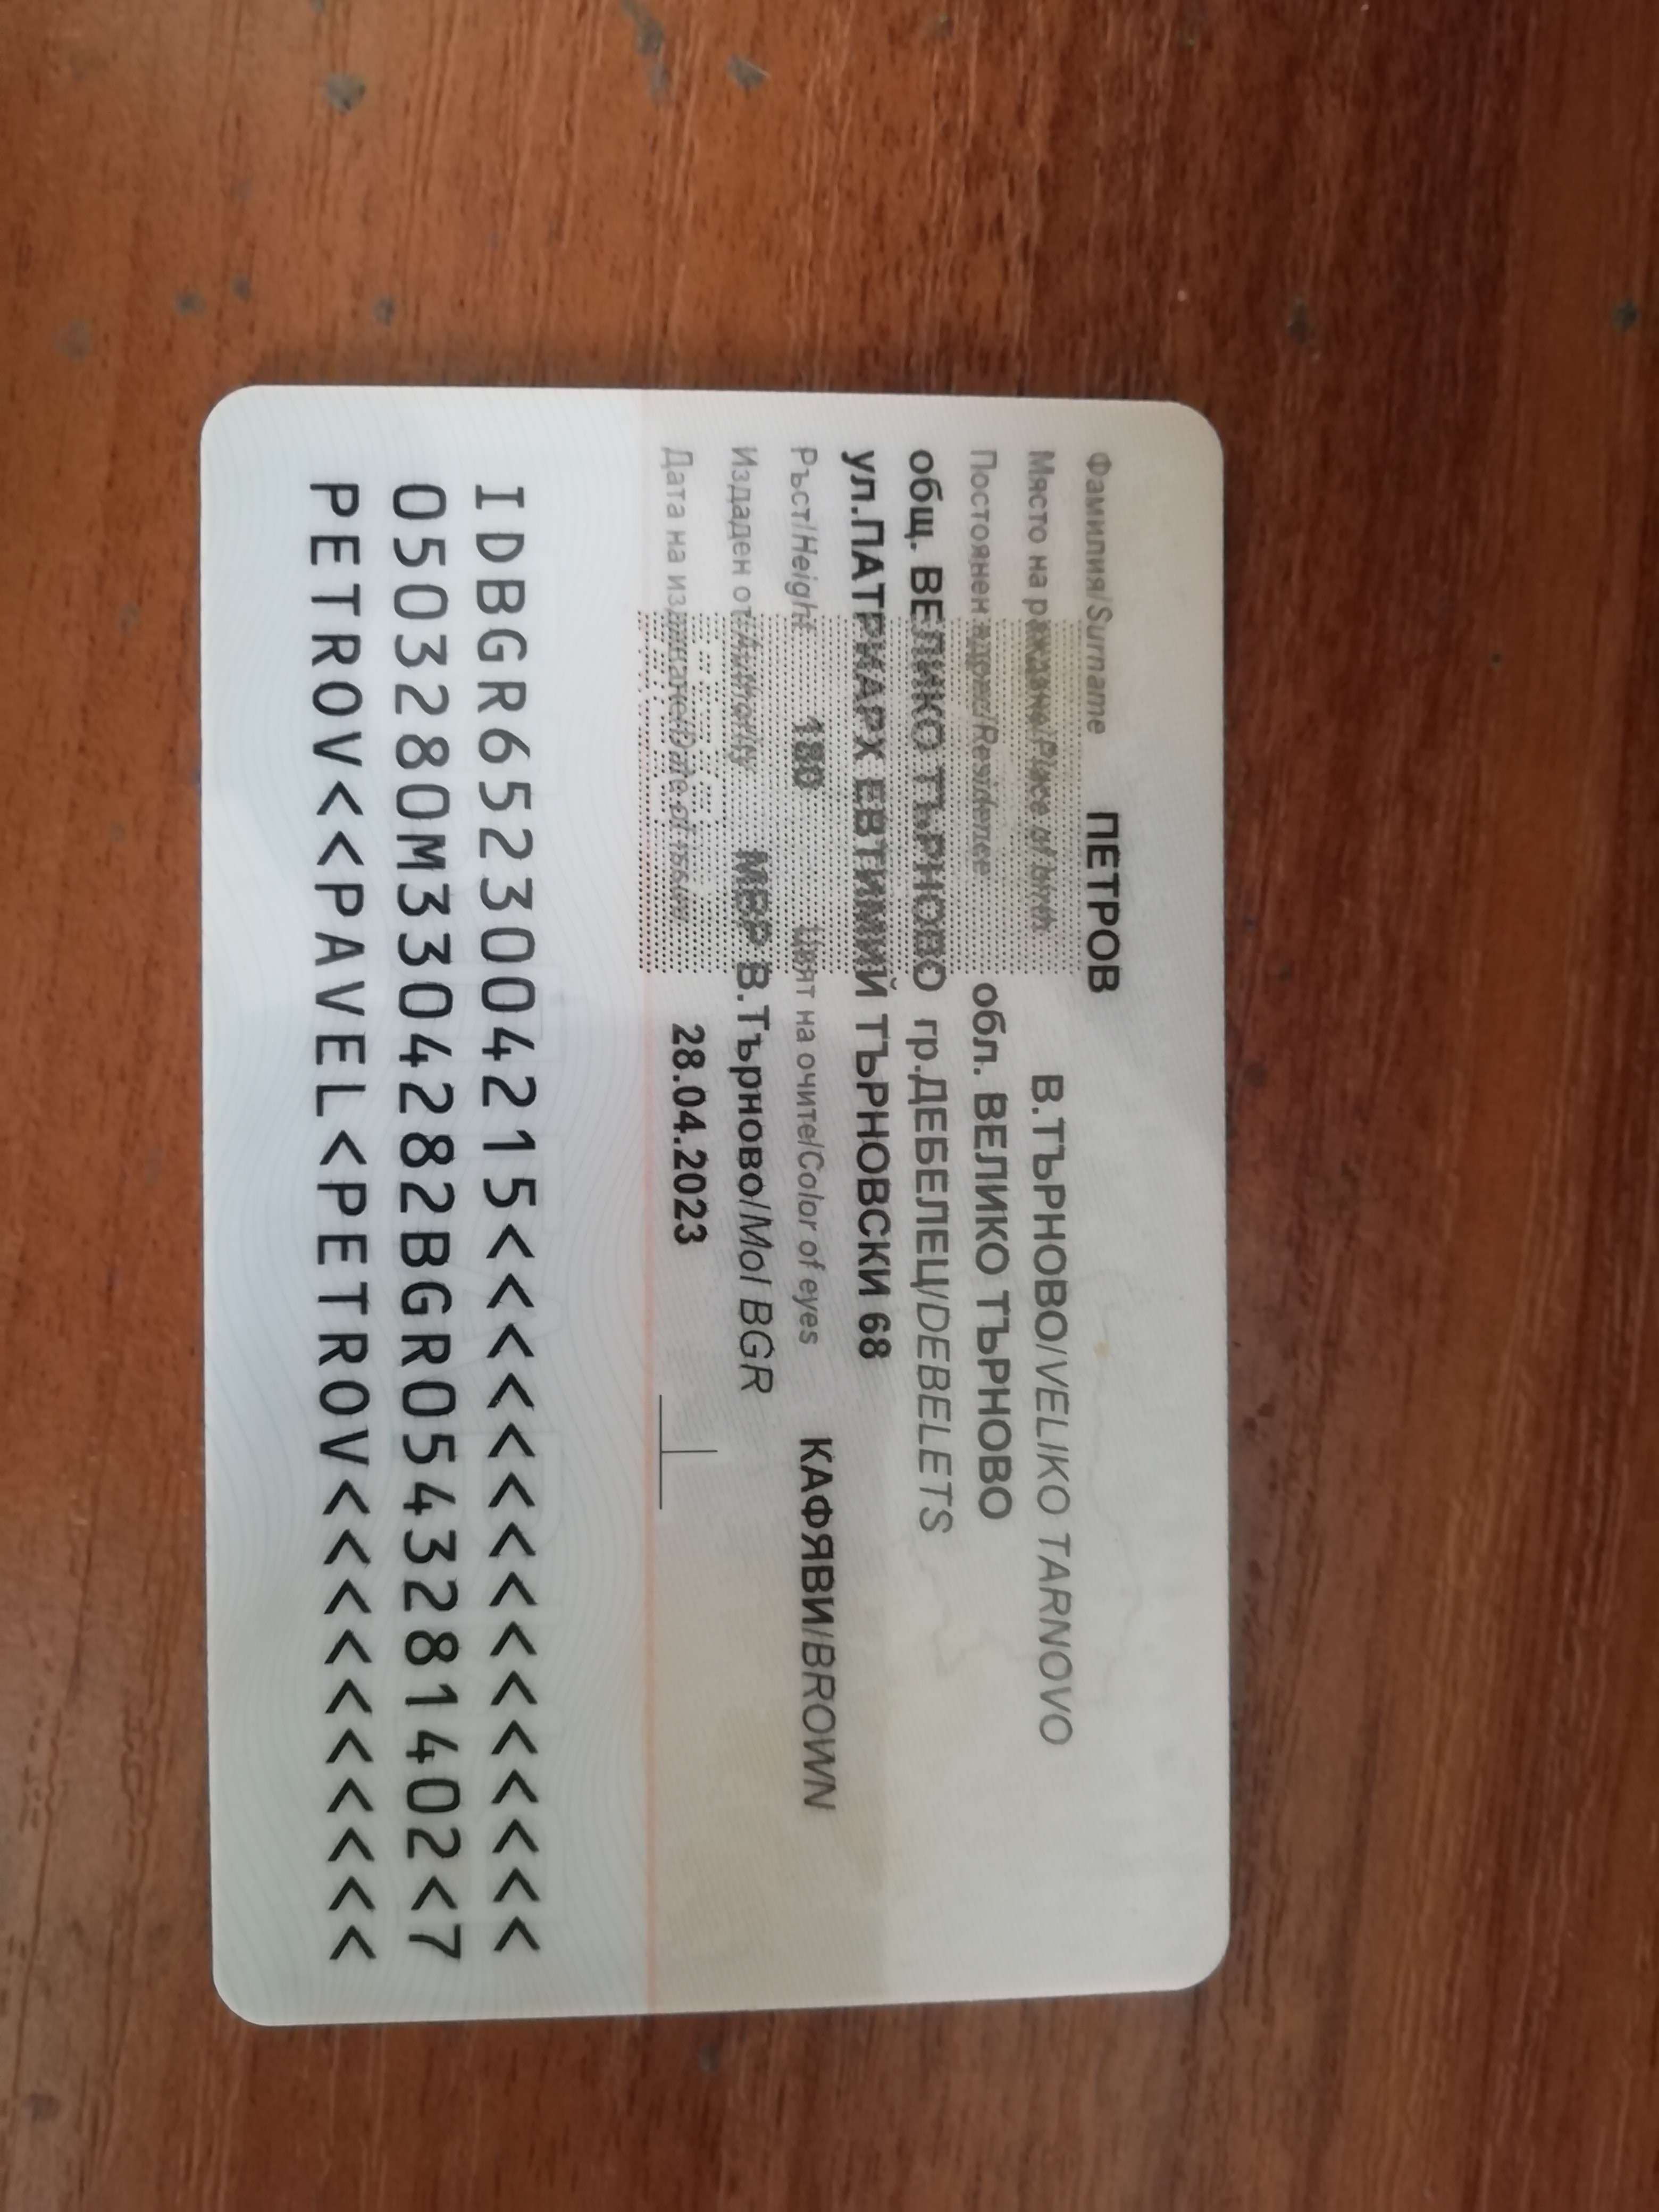 Фамилия/Surname ПЕТРОВ
Място на раждане/Place of birth В.ТЪРНОВО/VELIKO TARNOVO
Постоянен адрес/Residence обл. ВЕЛИКО ТЪРНОВО
общ. ВЕЛИКО ТЪРНОВО гр.ДЕБЕЛЕЦ/DEBELETS
ул.ПАТРИАРХ ЕВТИМИЙ ТЪРНОВСКИ 68
Ръст/Height 180 Цвят на очите/Color of eyes КАФЯВИ/BROWN
Издаден от/Authority МВР В.Търново/MoI BGR
Дата на издаване/Date of issue 28.04.2023
IDBGR6523004215<<<<<<<<<<<<<<<
0503280M3304282BGR0543281402<7
PETROV<<PAVEL<PETROV<<<<<<<<<<